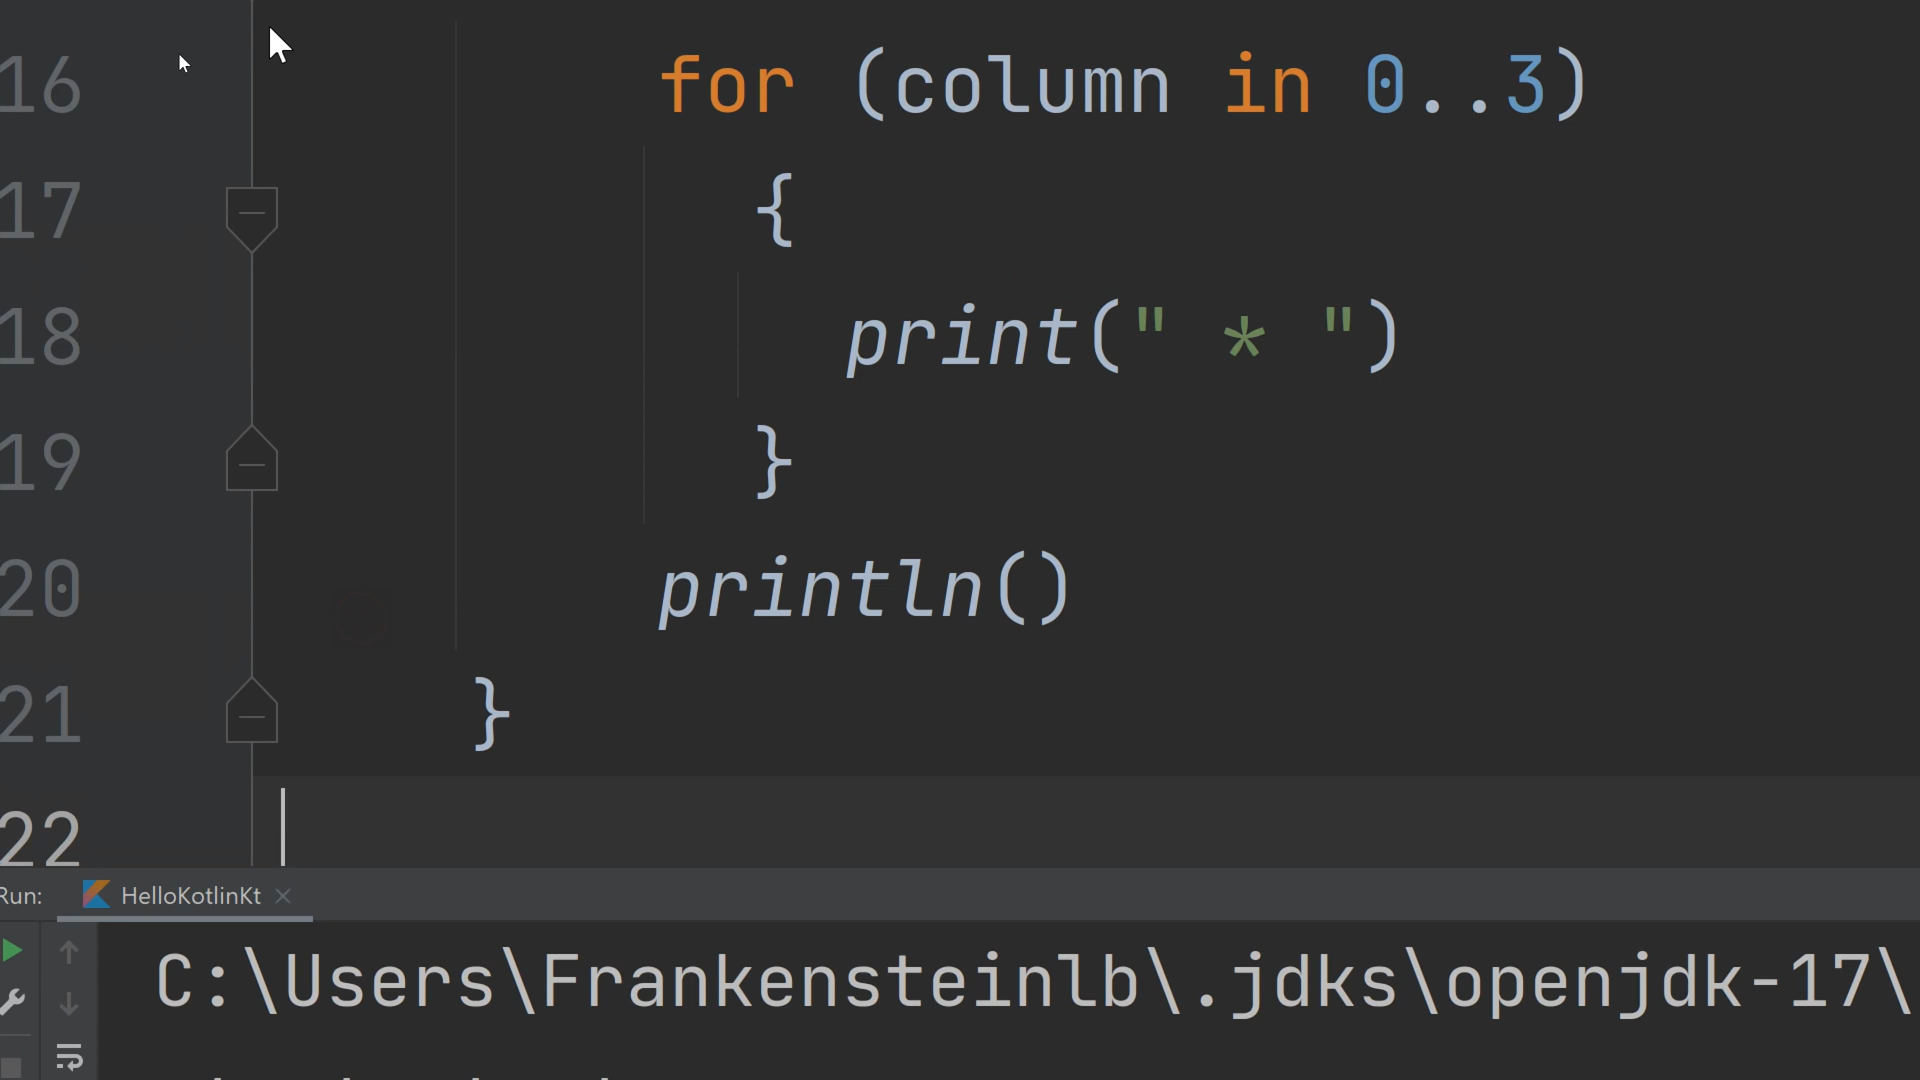 16 for (column in 0..3)
17 {
18 print(" * ")
19 }
20 println()
21 }
22
Run: HelloKotlinKt
C:\Users\Frankensteinlb\.jdks\openjdk-17\